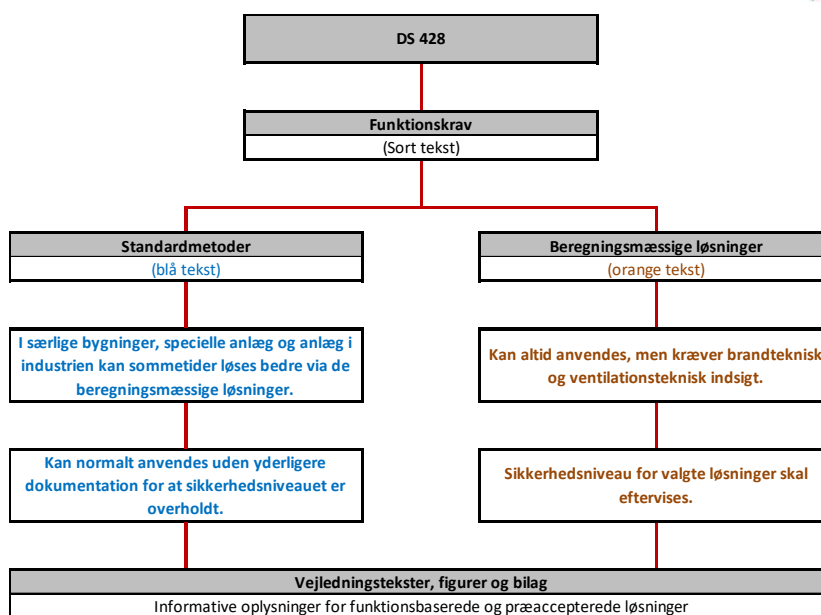 DS 428
Funktionskrav
(Sort tekst)
Standardmetoder
(blå tekst)
I særlige bygninger, specielle anlæg og anlæg i
industrien kan sommetider løses bedre via de
beregningsmæssige løsninger.
Kan normalt anvendes uden yderligere
dokumentation for at sikkerhedsniveauet er
overholdt.
Beregningsmæssige løsninger
(orange tekst)
Kan altid anvendes, men kræver brandteknisk
og ventilationsteknisk indsigt.
Sikkerhedsniveau for valgte løsninger skal
eftervises.
Vejledningstekster, figurer og bilag
Informative oplysninger for funktionsbaserede og præaccepterede løsninger